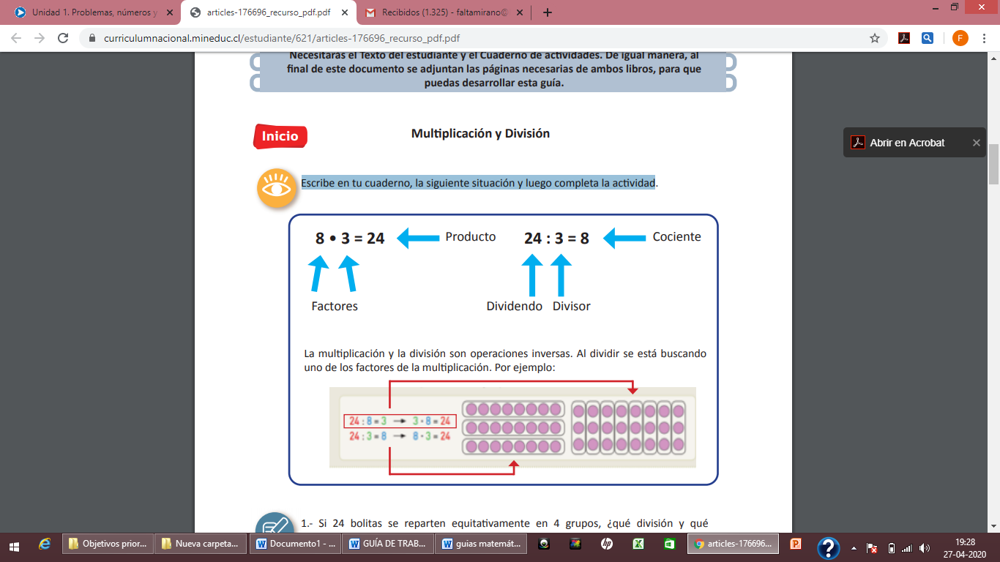 Unidad 1. Problemas, números y
articles-176696_recurso_pdf.pdf
Recibidos (1.325) - faltamirano@
curriculumnacional.mineduc.cl/estudiante/621/articles-176696_recurso_pdf.pdf
F
Necesitarás el Texto del estudiante y el Cuaderno de actividades. De igual manera, al
final de este documento se adjuntan las páginas necesarias de ambos libros, para que
puedas desarrollar esta guía.
Inicio
Multiplicación y División
Abrir en Acrobat
Escribe en tu cuaderno, la siguiente situación y luego completa la actividad.
8 • 3 = 24
Producto
24 : 3 = 8
Cociente
Factores
Dividendo
Divisor
La multiplicación y la división son operaciones inversas. Al dividir se está buscando
uno de los factores de la multiplicación. Por ejemplo:
24 : 8 = 3 → 3 · 8 = 24
24 : 3 = 8 → 8 · 3 = 24
1.- Si 24 bolitas se reparten equitativamente en 4 grupos, ¿qué división y qué
Objetivos prior...
Nueva carpeta...
Documento1 - ...
GUÍA DE TRAB...
guias matemát...
articles-176696...
19:28
27-04-2020